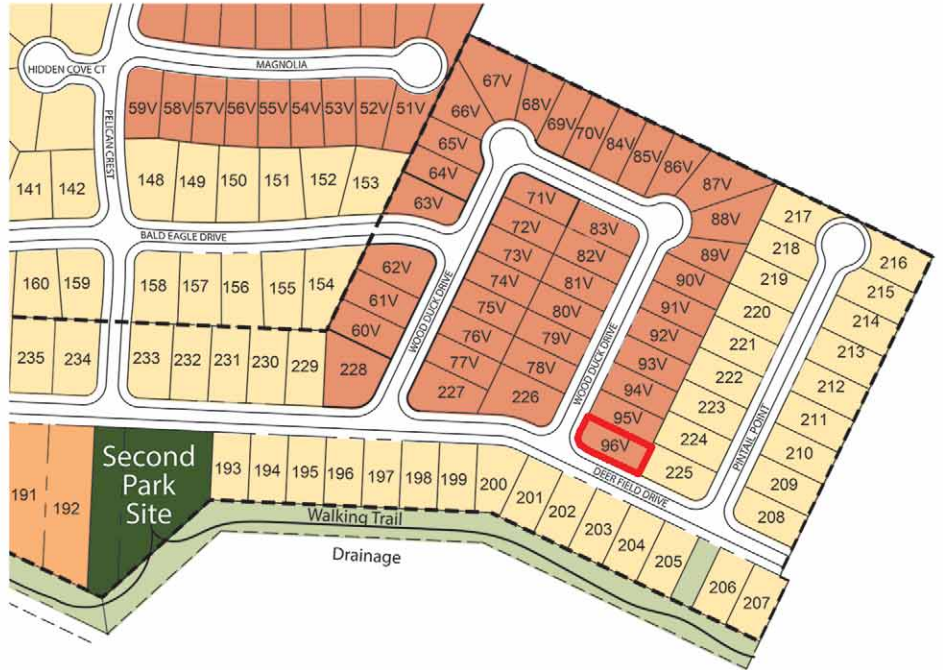 HIDDEN COVE CT
MAGNOLIA
PELICAN CREST
59V 58V 57V 56V 55V 54V 53V 52V 51V
67V
66V
68V
69V
70V
84V
85V
86V
87V
88V
65V
64V
63V
141 142
148 149 150 151 152 153
BALD EAGLE DRIVE
71V
72V
73V
74V
75V
76V
77V
227
83V
82V
81V
80V
79V
78V
226
89V
90V
91V
92V
93V
94V
95V
96V
217
218
219
220
221
222
223
224
225
216
215
214
213
212
211
210
209
208
62V
61V
60V
228
WOOD DUCK DRIVE
WOOD DUCK DRIVE
PINTAIL POINT
DEER FIELD DRIVE
160 159
158 157 156 155 154
235 234
233 232 231 230 229
191 192
Second
Park
Site
193 194 195 196 197 198 199 200 201 202 203 204 205 206 207
Walking Trail
Drainage